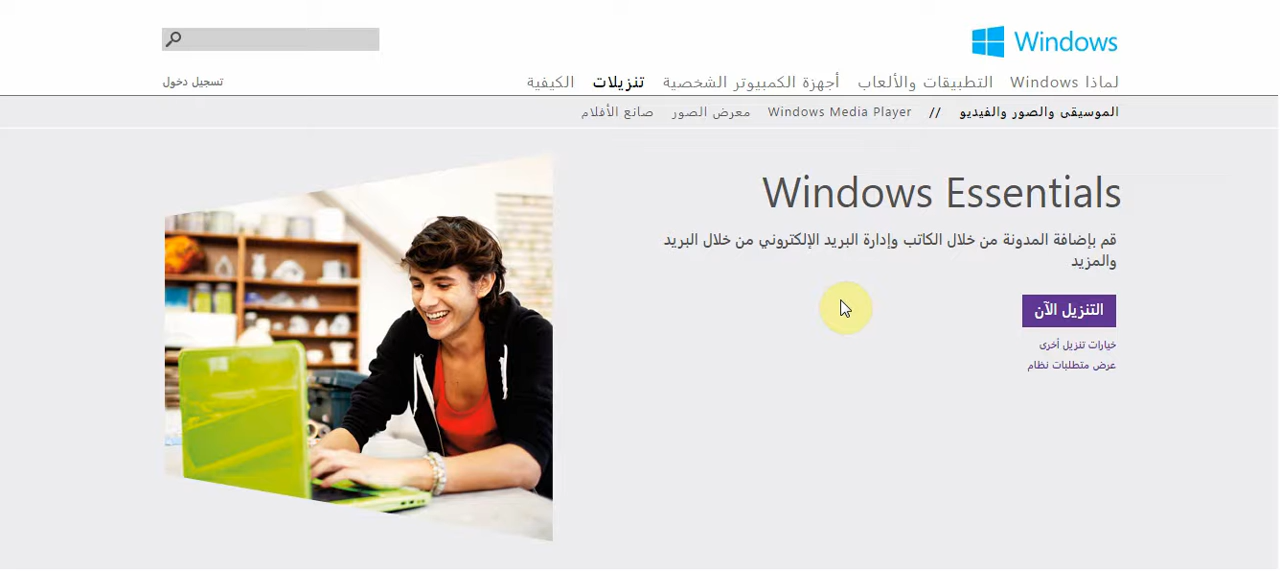 Windows
تسجيل دخول
لماذا Windows التطبيقات والألعاب أجهزة الكمبيوتر الشخصية تنزيلات الكيفية
الموسيقى والصور والفيديو // Windows Media Player معرض الصور صانع الأفلام
Windows Essentials
قم بإضافة المدونة من خلال الكاتب وإدارة البريد الإلكتروني من خلال البريد
والمزيد
التنزيل الآن
خيارات تنزيل أخرى
عرض متطلبات نظام